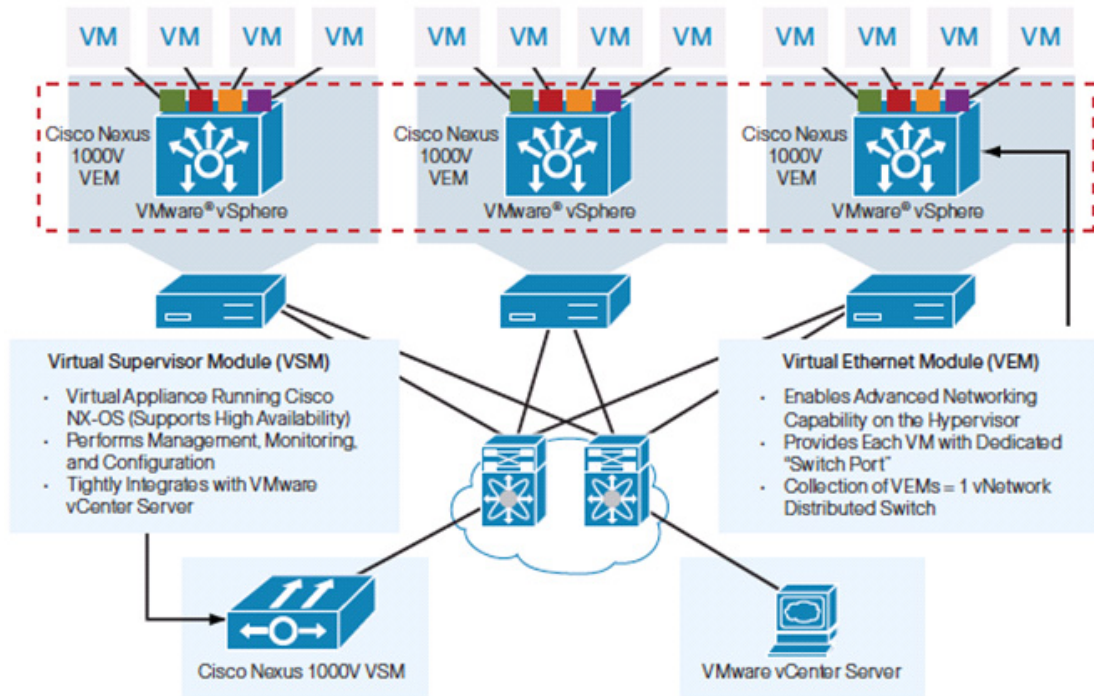 VM VM VM VM VM VM VM VM VM VM VM VM
Cisco Nexus
1000V
VEM
VMware® vSphere
Cisco Nexus
1000V
VEM
VMware® vSphere
Cisco Nexus
1000V
VEM
VMware® vSphere
Virtual Supervisor Module (VSM)
· Virtual Appliance Running Cisco
NX-OS (Supports High Availability)
· Performs Management, Monitoring,
and Configuration
· Tightly Integrates with VMware
vCenter Server
Virtual Ethernet Module (VEM)
· Enables Advanced Networking
Capability on the Hypervisor
· Provides Each VM with Dedicated
“Switch Port”
· Collection of VEMs = 1 vNetwork
Distributed Switch
Cisco Nexus 1000V VSM
VMware vCenter Server